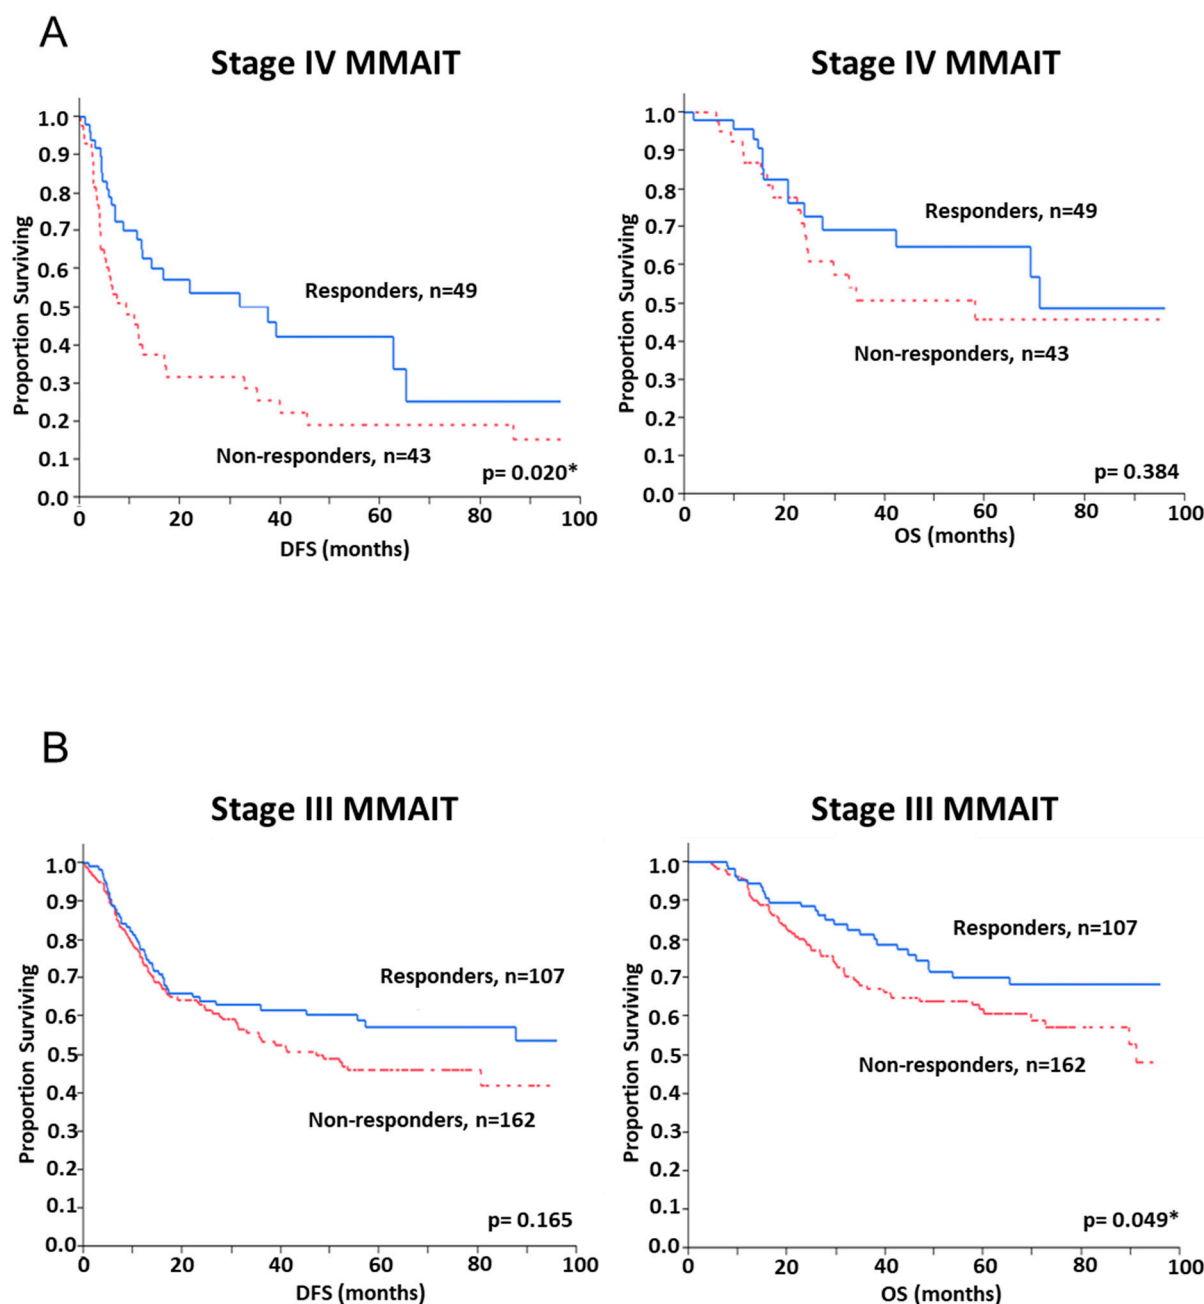 A
Stage IV MMAIT
1.0
0.9
0.8
0.7
0.6
0.5
0.4
0.3
0.2
0.1
0.0
Proportion Surviving
Responders, n=49
Non-responders, n=43
p= 0.020*
0 20 40 60 80 100
DFS (months)
Stage IV MMAIT
1.0
0.9
0.8
0.7
0.6
0.5
0.4
0.3
0.2
0.1
0.0
Proportion Surviving
Responders, n=49
Non-responders, n=43
p= 0.384
0 20 40 60 80 100
OS (months)
B
Stage III MMAIT
1.0
0.9
0.8
0.7
0.6
0.5
0.4
0.3
0.2
0.1
0.0
Proportion Surviving
Responders, n=107
Non-responders, n=162
p= 0.165
0 20 40 60 80 100
DFS (months)
Stage III MMAIT
1.0
0.9
0.8
0.7
0.6
0.5
0.4
0.3
0.2
0.1
0.0
Proportion Surviving
Responders, n=107
Non-responders, n=162
p= 0.049*
0 20 40 60 80 100
OS (months)